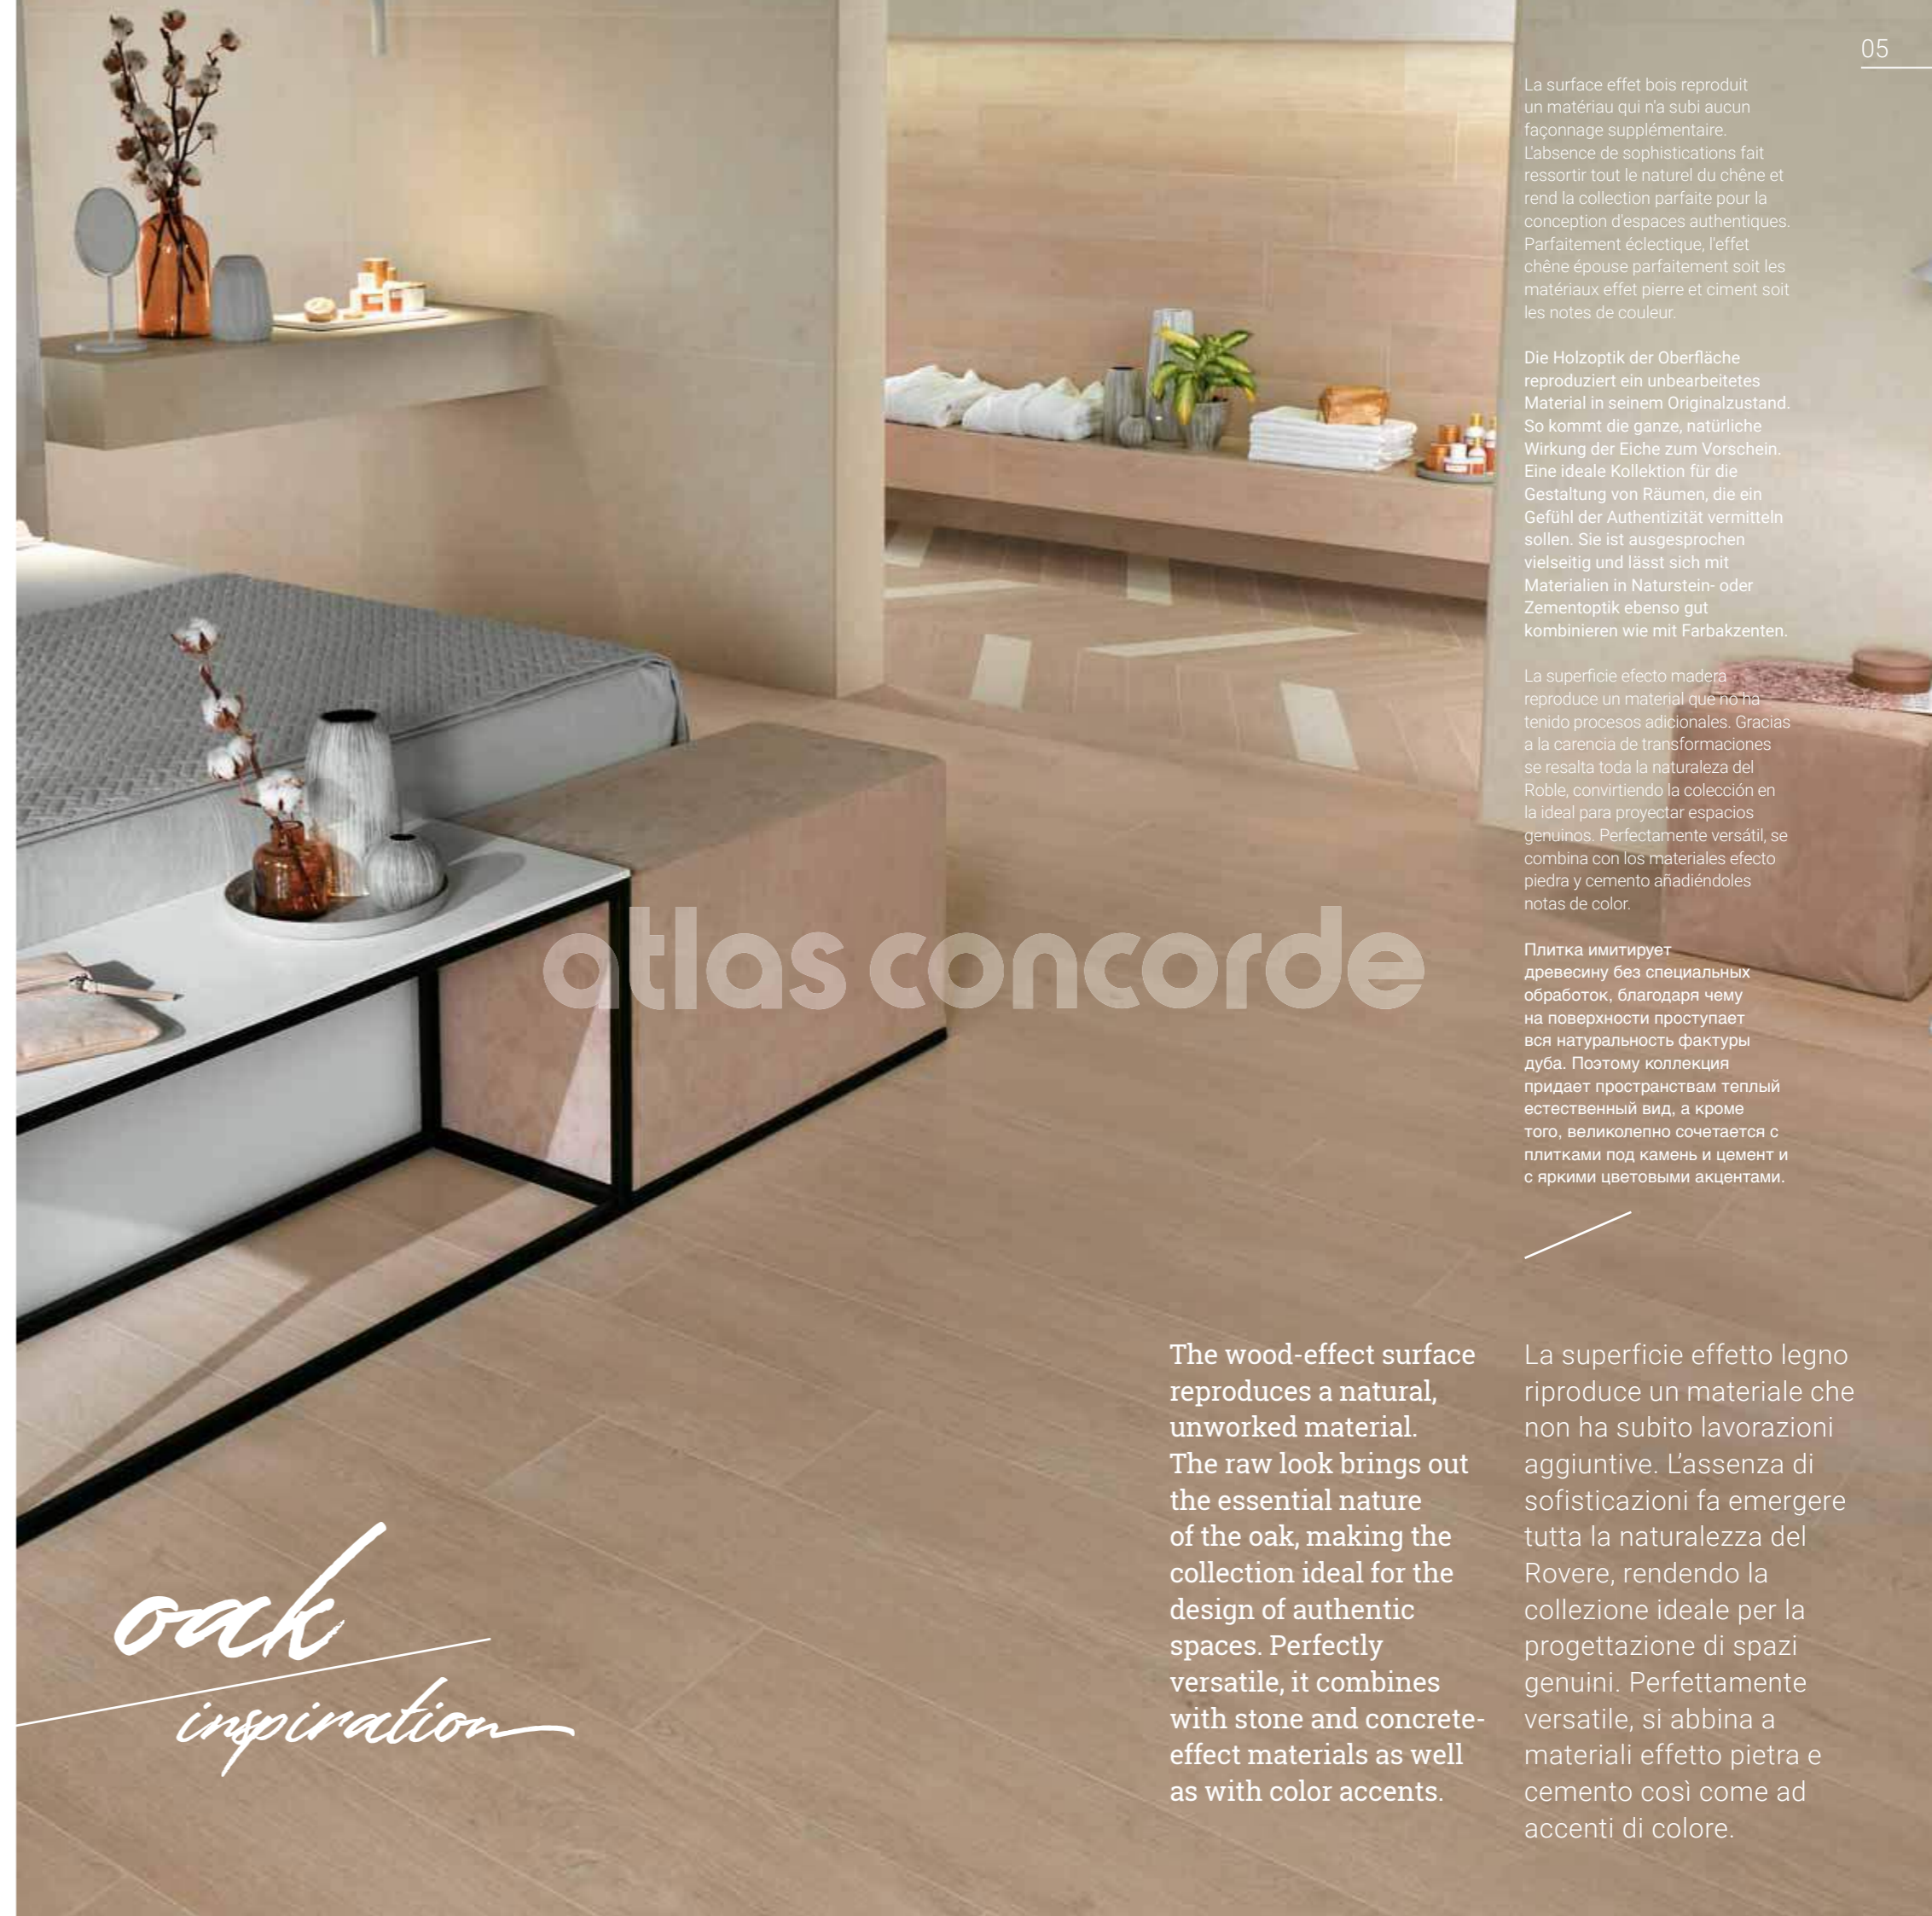 05
La surface effet bois reproduit
un matériau qui n'a subi aucun
façonnage supplémentaire.
L'absence de sophistications fait
ressortir tout le naturel du chêne et
rend la collection parfaite pour la
conception d'espaces authentiques.
Parfaitement éclectique, l'effet
chêne épouse parfaitement soit les
matériaux effet pierre et ciment soit
les notes de couleur.
Die Holzoptik der Oberfläche
reproduziert ein unbearbeitetes
Material in seinem Originalzustand.
So kommt die ganze, natürliche
Wirkung der Eiche zum Vorschein.
Eine ideale Kollektion für die
Gestaltung von Räumen, die ein
Gefühl der Authentizität vermitteln
sollen. Sie ist ausgesprochen
vielseitig und lässt sich mit
Materialien in Naturstein- oder
Zementoptik ebenso gut
kombinieren wie mit Farbakzenten.
La superficie efecto madera
reproduce un material que no ha
tenido procesos adicionales. Gracias
a la carencia de transformaciones
se resalta toda la naturaleza del
Roble, convirtiendo la colección en
la ideal para proyectar espacios
genuinos. Perfectamente versátil, se
combina con los materiales efecto
piedra y cemento añadiéndoles
notas de color.
Плитка имитирует
древесину без специальных
обработок, благодаря чему
на поверхности проступает
вся натуральность фактуры
дуба. Поэтому коллекция
придает пространствам теплый
естественный вид, а кроме
того, великолепно сочетается с
плитками под камень и цемент и
с яркими цветовыми акцентами.
atlas concorde
The wood-effect surface
reproduces a natural,
unworked material.
The raw look brings out
the essential nature
of the oak, making the
collection ideal for the
design of authentic
spaces. Perfectly
versatile, it combines
with stone and concrete-
effect materials as well
as with color accents.
La superficie effetto legno
riproduce un materiale che
non ha subito lavorazioni
aggiuntive. L'assenza di
sofisticazioni fa emergere
tutta la naturalezza del
Rovere, rendendo la
collezione ideale per la
progettazione di spazi
genuini. Perfettamente
versatile, si abbina a
materiali effetto pietra e
cemento così come ad
accenti di colore.
oak
inspiration